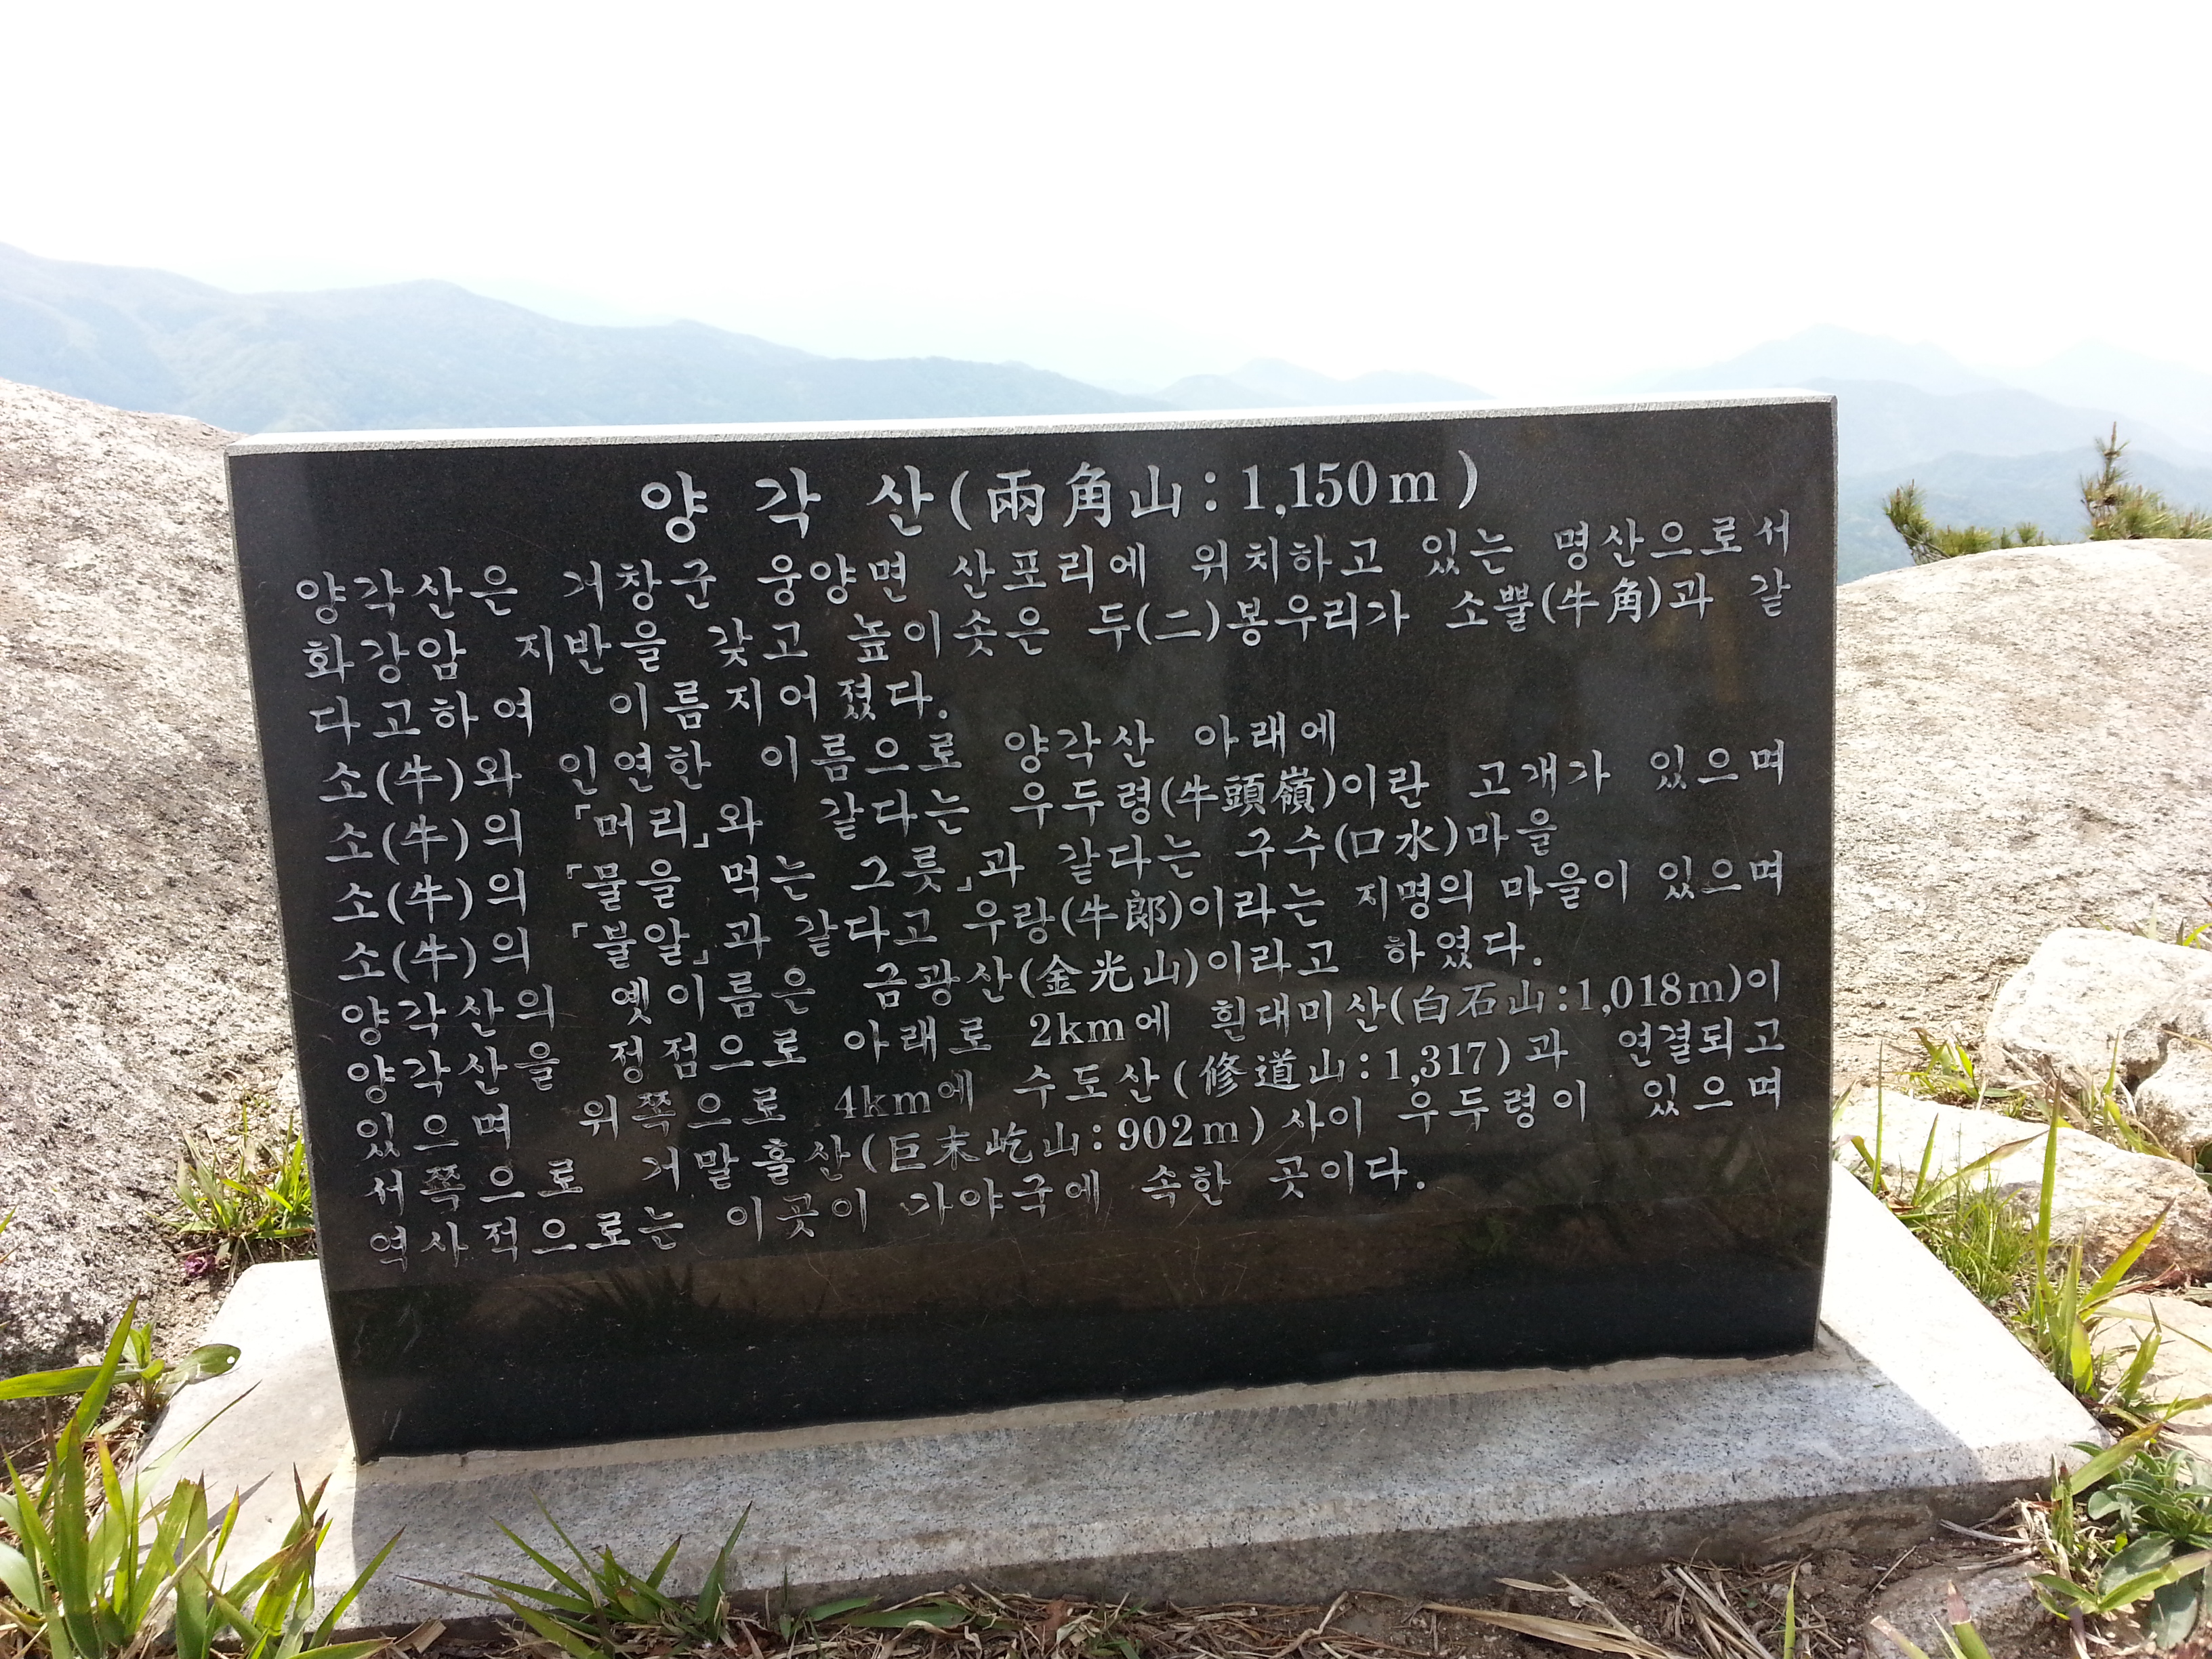 양 각 산(兩角山:1,150m)
양각산은 거창군 웅양면 산포리에 위치하고 있는 명산으로서
화강암 지반을 갖고 높이솟은 두(二)봉우리가 소뿔(牛角)과 같
다고하여 이름지어졌다.
소(牛)와 인연한 이름으로 양각산 아래에
소(牛)의 「머리」와 같다는 우두령(牛頭嶺)이란 고개가 있으며
소(牛)의 「물을 먹는 그릇」과 같다는 구수(口水)마을
소(牛)의 「불알」과 같다고 우랑(牛郎)이라는 지명의 마을이 있으며
양각산의 옛이름은 금광산(金光山)이라고 하였다.
양각산을 정점으로 아래로 2km에 흰대미산(白石山:1,018m)이
있으며 위쪽으로 4km에 수도산(修道山:1,317)과 연결되고
서쪽으로 거말흘산(巨末屹山:902m)사이 우두령이 있으며
역사적으로는 이곳이 가야국에 속한 곳이다.